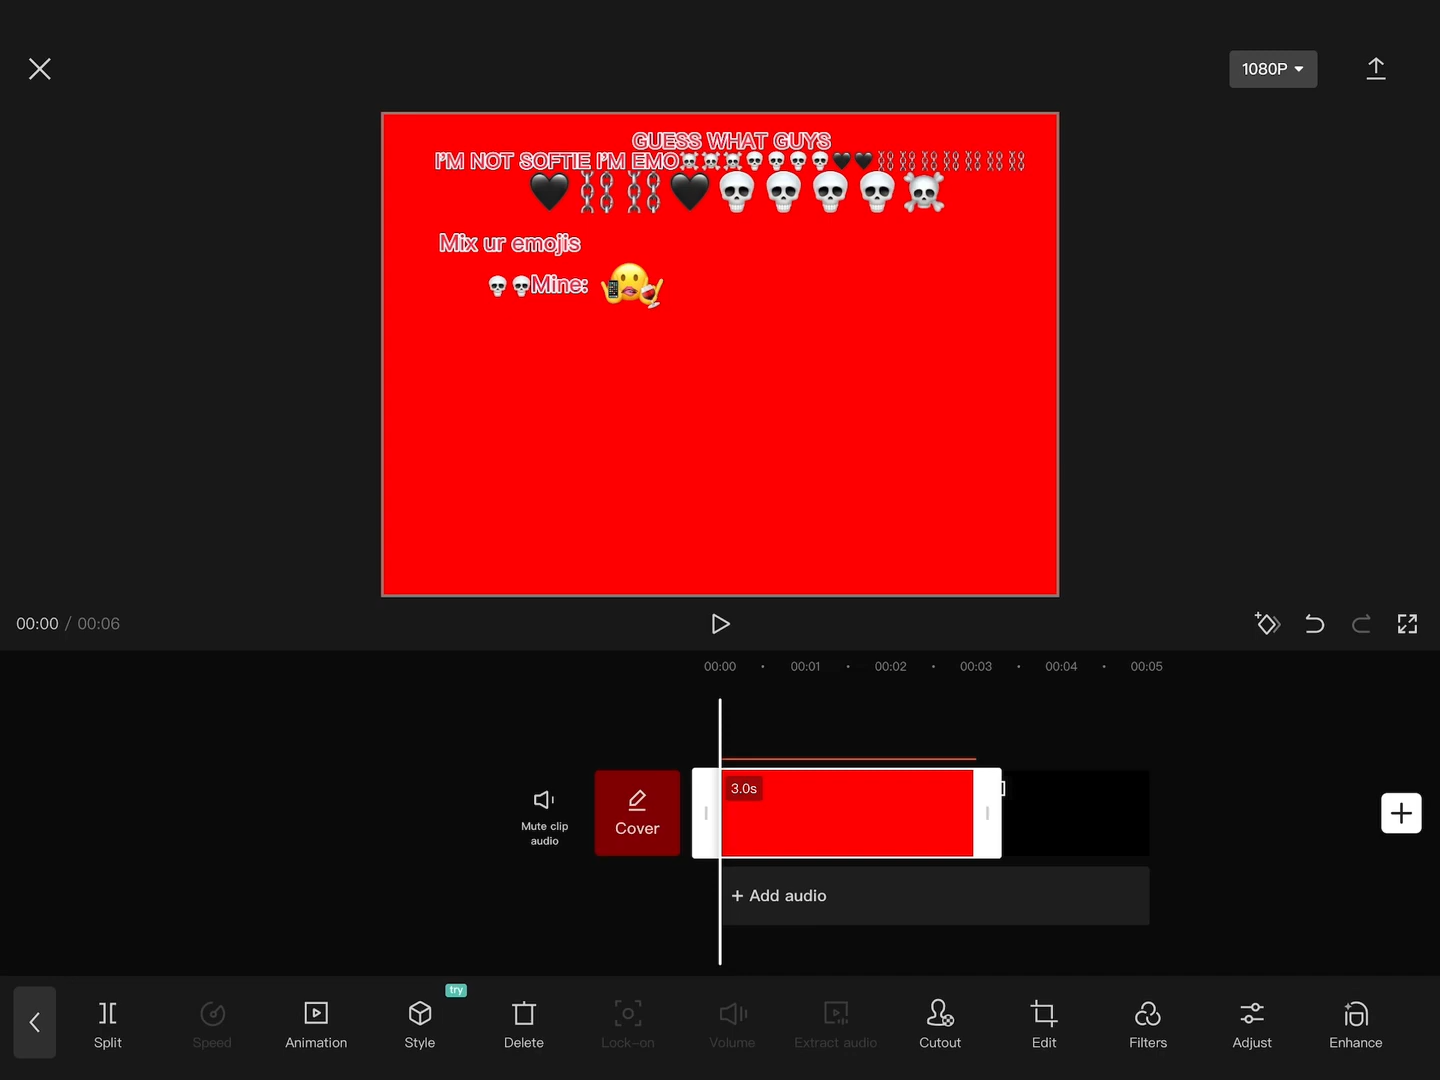 1080P
GUESS WHAT GUYS
I'M NOT SOFTIE I'M EMO☠️☠️☠️💀💀💀💀🖤🖤⛓️⛓️⛓️⛓️⛓️⛓️⛓️
🖤⛓️⛓️🖤💀💀💀💀☠️
Mix ur emojis
💀💀Mine:
00:00 / 00:06
00:00 00:01 00:02 00:03 00:04 00:05
3.0s
Mute clip
audio
Cover
+ Add audio
try
Split Speed Animation Style Delete Lock-on Volume Extract audio Cutout Edit Filters Adjust Enhance